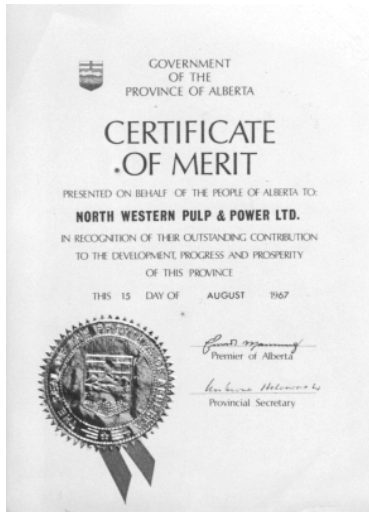 GOVERNMENT
OF THE
PROVINCE OF ALBERTA
CERTIFICATE
OF MERIT
PRESENTED ON BEHALF OF THE PEOPLE OF ALBERTA TO:
NORTH WESTERN PULP & POWER LTD.
IN RECOGNITION OF THEIR OUTSTANDING CONTRIBUTION
TO THE DEVELOPMENT, PROGRESS AND PROSPERITY
OF THIS PROVINCE
THIS 15 DAY OF AUGUST 1967
Premier of Alberta
Provincial Secretary